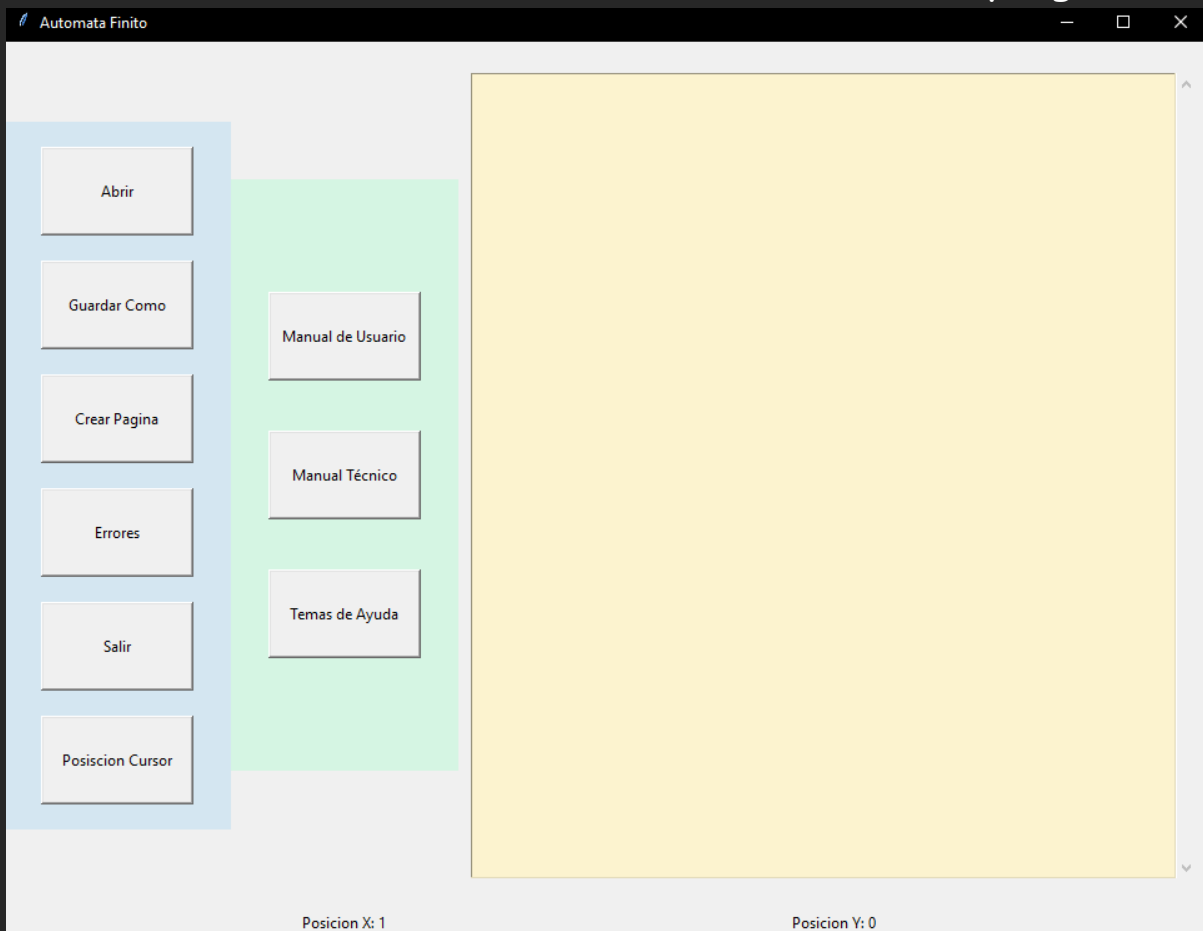 Automata Finito
Abrir
Guardar Como
Crear Pagina
Errores
Salir
Posiscion Cursor
Manual de Usuario
Manual Técnico
Temas de Ayuda
Posicion X: 1
Posicion Y: 0